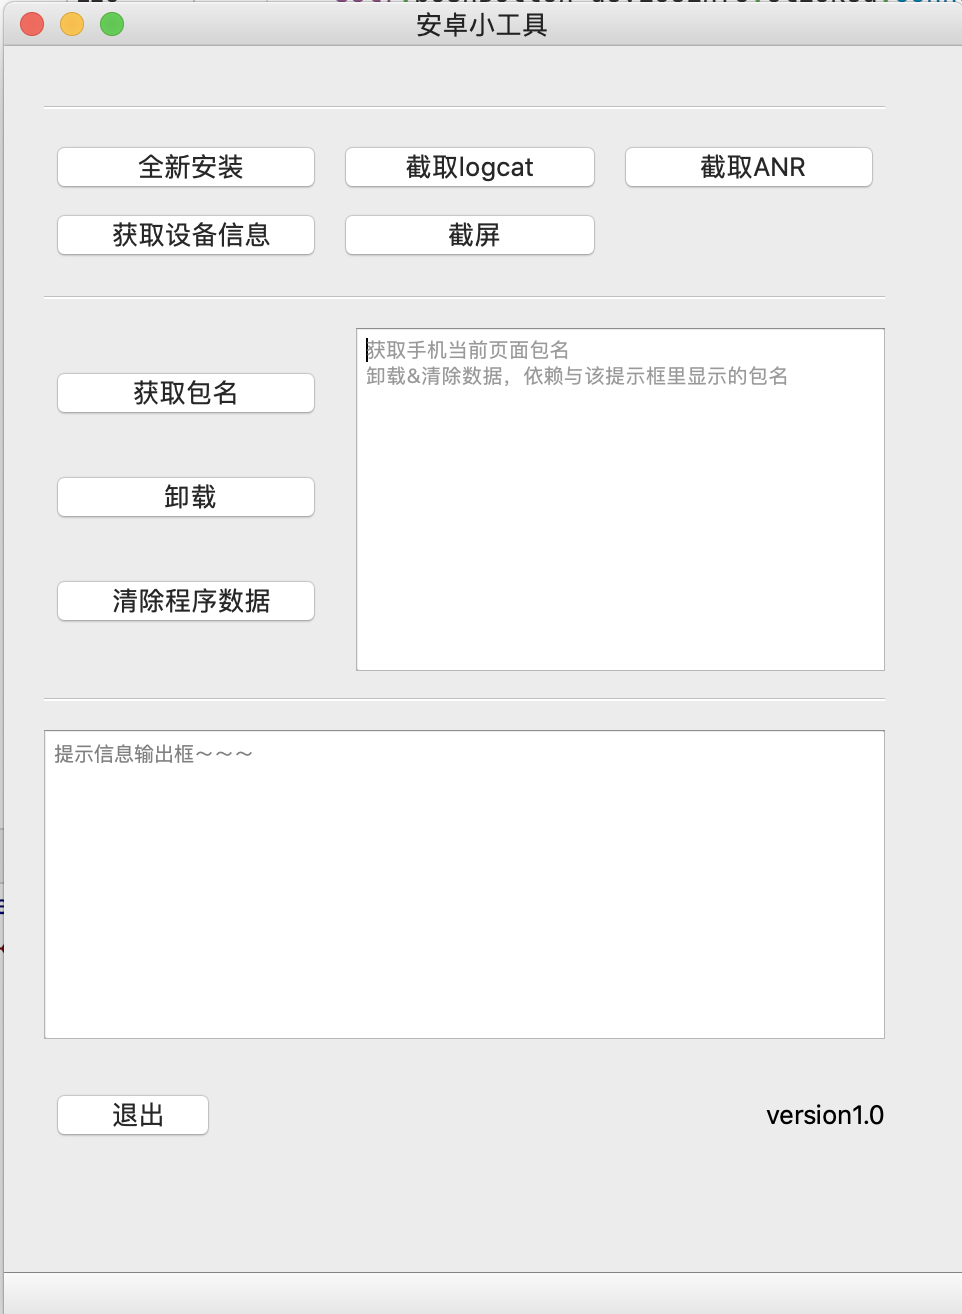 安卓小工具
全新安装
截取logcat
截取ANR
获取设备信息
截屏
获取包名
获取手机当前页面包名
卸载&清除数据，依赖与该提示框里显示的包名
卸载
清除程序数据
提示信息输出框～～～
退出
version1.0